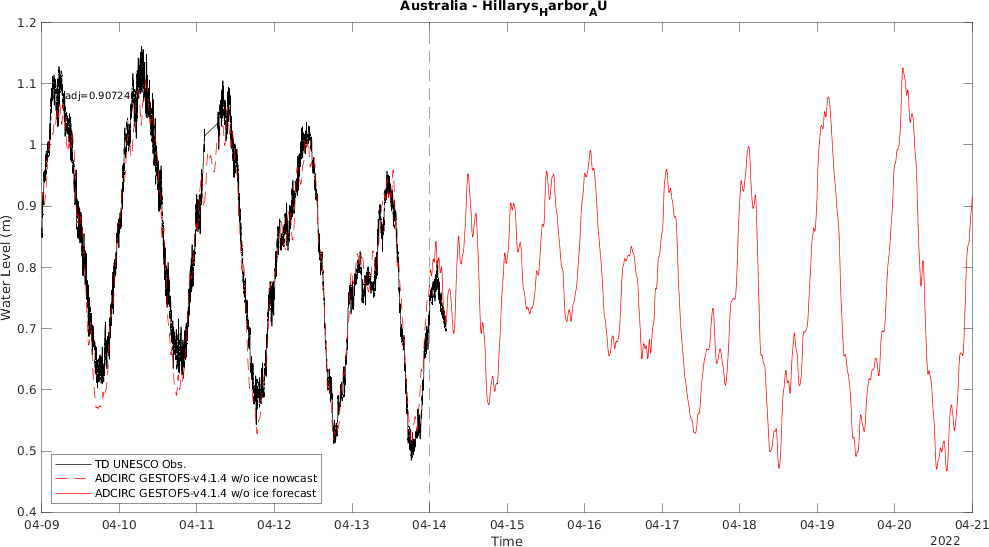 Australia - HillarysHarborAU
1.2
1.1
1
0.9
0.8
0.7
0.6
0.5
0.4
Water Level (m)
adj=0.90724
TD UNESCO Obs.
ADCIRC GESTOFS-v4.1.4 w/o ice nowcast
ADCIRC GESTOFS-v4.1.4 w/o ice forecast
04-09 04-10 04-11 04-12 04-13 04-14 04-15 04-16 04-17 04-18 04-19 04-20 04-21
Time
2022